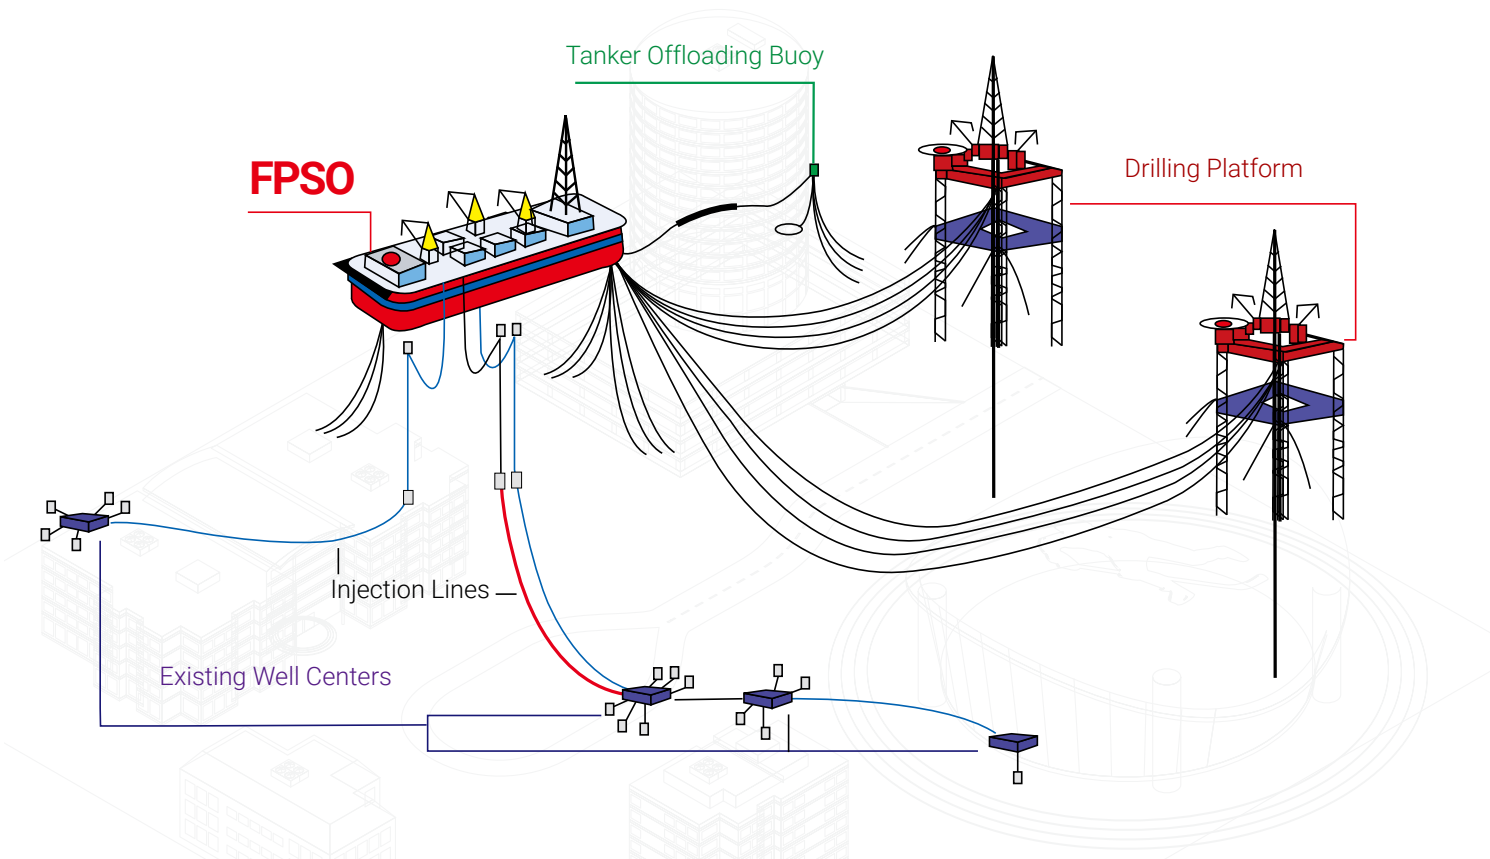 Tanker Offloading Buoy
FPSO
Drilling Platform
Injection Lines
Existing Well Centers